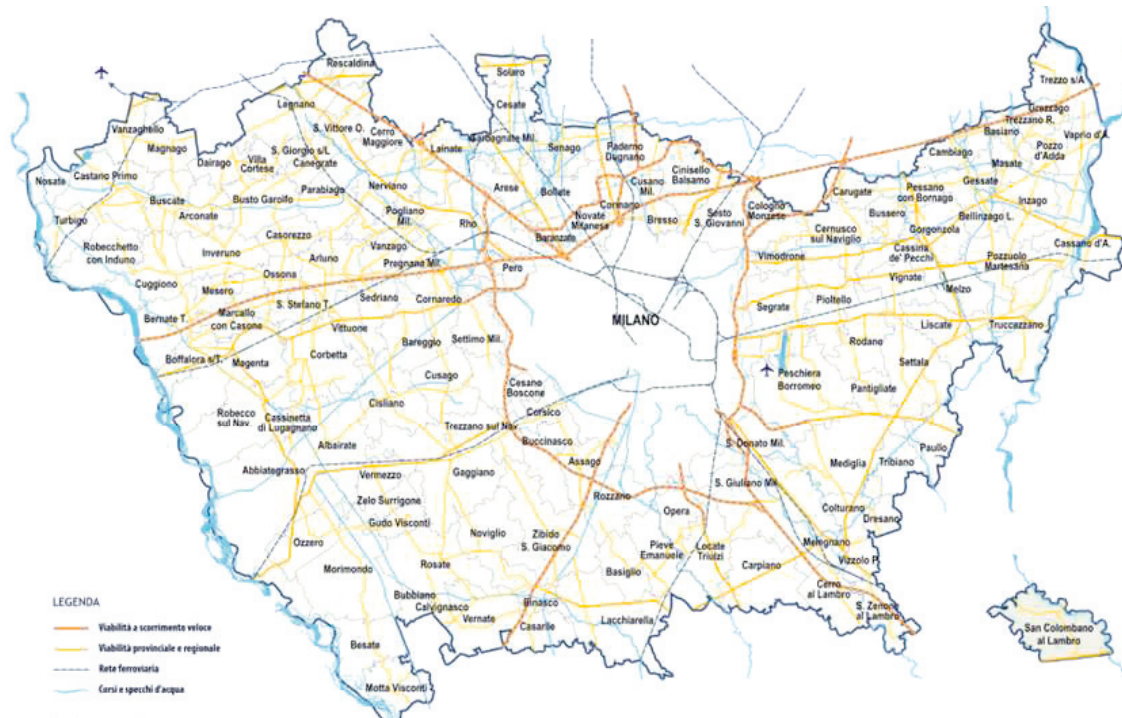 Rescaldina
Solaro
Trezzo s/A
Legnano
Cesate
Grezzago
Vanzaghello
S. Vittore O.
Cerro
Maggiore
Garbagnate Mil.
Trezzano R.
Basiano
Vaprio d'A.
Magnago
Lainate
Senago
Paderno
Dugnano
Cambiago
Masate
Pozzo
d'Adda
Dairago
Villa
Cortese
S. Giorgio s/L
Canegrate
Nosate
Castano Primo
Parabiago
Nerviano
Arese
Bollate
Cusano
Mil.
Cinisello
Balsamo
Carugate
Pessano
con Bornago
Gessate
Inzago
Buscate
Arconate
Busto Garolfo
Pogliano
Mil.
Rho
Novate
Milanese
Cormano
Bresso
Sesto
S. Giovanni
Cologno
Monzese
Bussero
Gorgonzola
Bellinzago L.
Turbigo
Baranzate
Cernusco
sul Naviglio
Cassano d'A.
Robecchetto
con Induno
Inveruno
Casorezzo
Arluno
Vanzago
Pregnana Mil.
Pero
Vimodrone
Cassina
de' Pecchi
Pozzuolo
Martesana
Cuggiono
Mesero
Ossona
S. Stefano T.
Sedriano
Cornaredo
Vignate
Melzo
Pioltello
Segrate
Bernate T.
Marcallo
con Casone
Vittuone
MILANO
Liscate
Truccazzano
Boffalora s/T.
Magenta
Corbetta
Bareggio
Settimo Mil.
Rodano
Settala
Cusago
Cesano
Boscone
Peschiera
Borromeo
Pantigliate
Robecco
sul Nav.
Cassinetta
di Lugagnano
Cisliano
Corsico
Albairate
Trezzano sul Nav.
Buccinasco
S. Donato Mil.
Paullo
Abbiategrasso
Vermezzo
Gaggiano
Assago
Mediglia
Tribiano
Zelo Surrigone
Rozzano
S. Giuliano Mil.
Gudo Visconti
Opera
Colturano
Dresano
Ozzero
Noviglio
Zibido
S. Giacomo
Pieve
Emanuele
Locate
Triulzi
Melegnano
Vizzolo P.
Morimondo
Rosate
Basiglio
Carpiano
Cerro
al Lambro
Bubbiano
Calvignasco
Vernate
Binasco
Casarile
Lacchiarella
S. Zenone
al Lambro
San Colombano
al Lambro
Besate
Motta Visconti
LEGENDA
Viabilità a scorrimento veloce
Viabilità provinciale e regionale
Rete ferroviaria
Corsi e specchi d'acqua